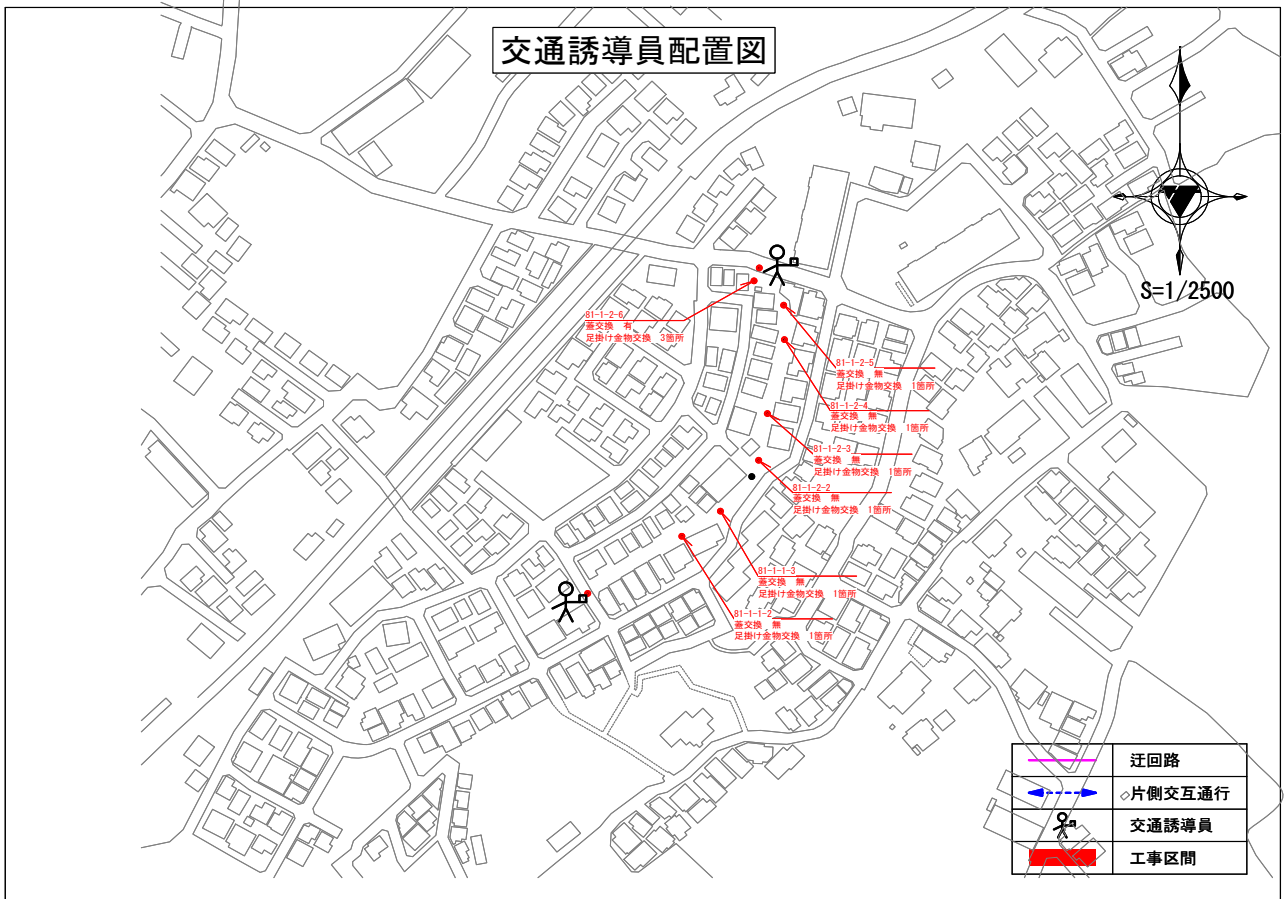 交通誘導員配置図
S=1/2500
81-1-2-6
蓋交換 有
足掛け金物交換 3箇所
81-1-2-5
蓋交換 無
足掛け金物交換 1箇所
81-1-2-4
蓋交換 無
足掛け金物交換 1箇所
81-1-2-3
蓋交換 無
足掛け金物交換 1箇所
81-1-2-2
蓋交換 無
足掛け金物交換 1箇所
81-1-1-3
蓋交換 無
足掛け金物交換 1箇所
81-1-1-2
蓋交換 無
足掛け金物交換 1箇所
迂回路
片側交互通行
交通誘導員
工事区間